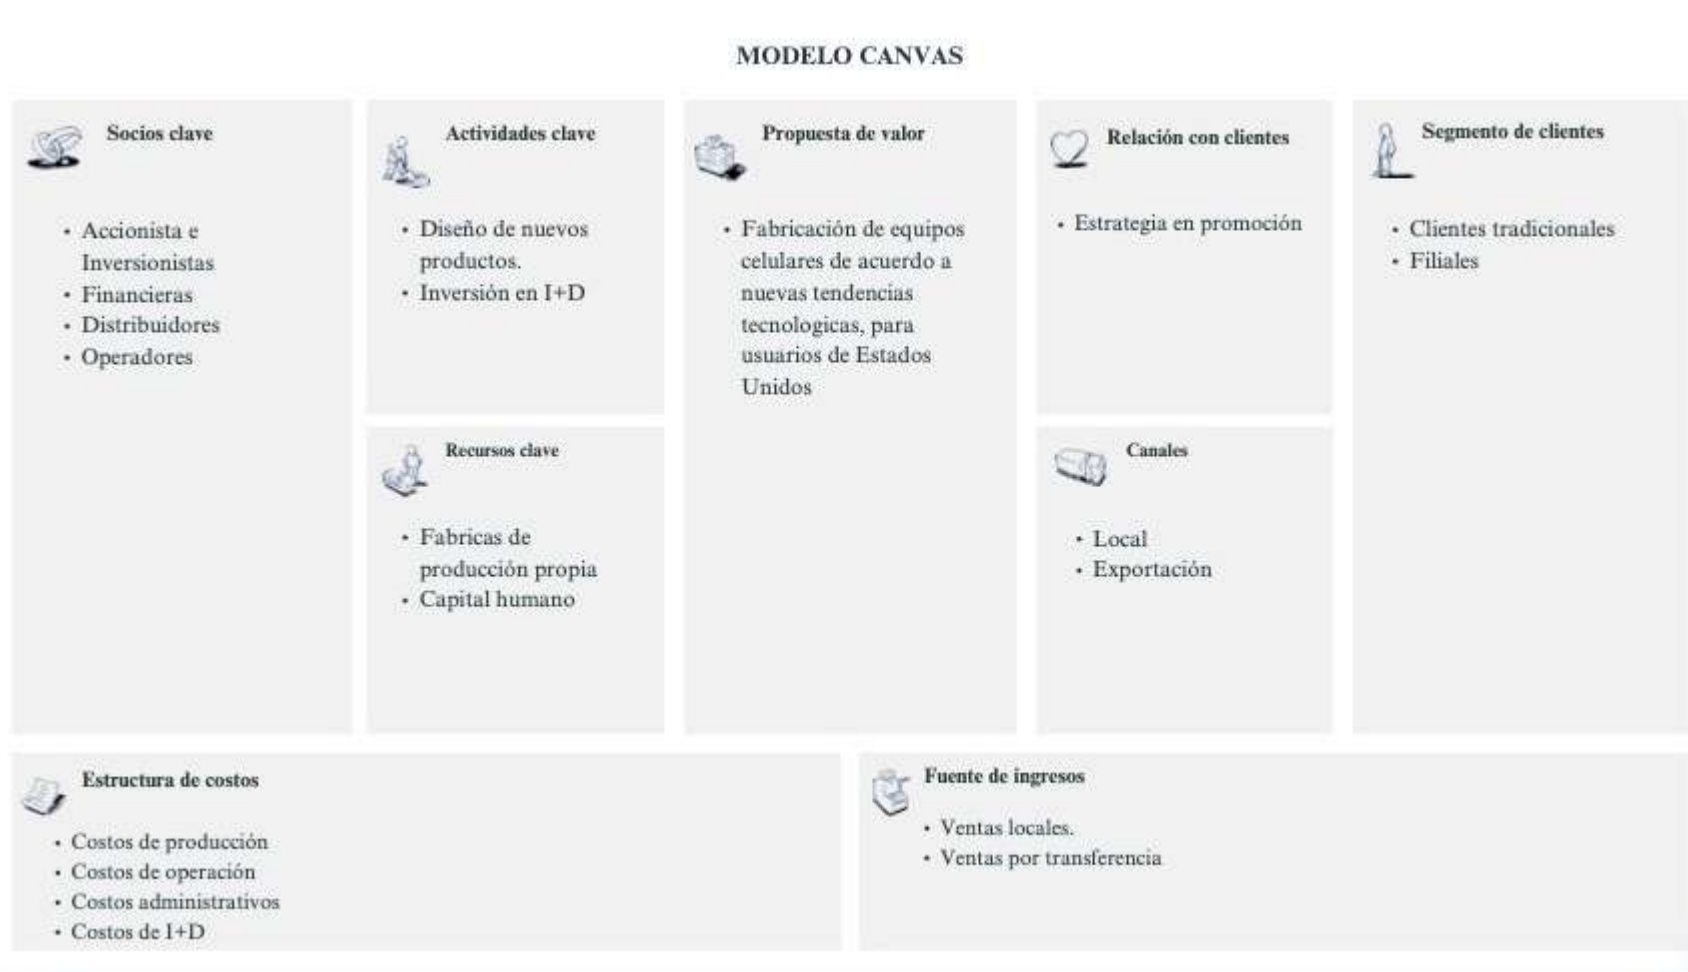 MODELO CANVAS
Socios clave
• Accionista e
Inversionistas
• Financieras
• Distribuidores
• Operadores
Actividades clave
• Diseño de nuevos
productos.
• Inversión en I+D
Recursos clave
• Fabricas de
producción propia
• Capital humano
Propuesta de valor
• Fabricación de equipos
celulares de acuerdo a
nuevas tendencias
tecnologicas, para
usuarios de Estados
Unidos
Relación con clientes
• Estrategia en promoción
Canales
• Local
• Exportación
Segmento de clientes
• Clientes tradicionales
• Filiales
Estructura de costos
• Costos de producción
• Costos de operación
• Costos administrativos
• Costos de I+D
Fuente de ingresos
• Ventas locales.
• Ventas por transferencia